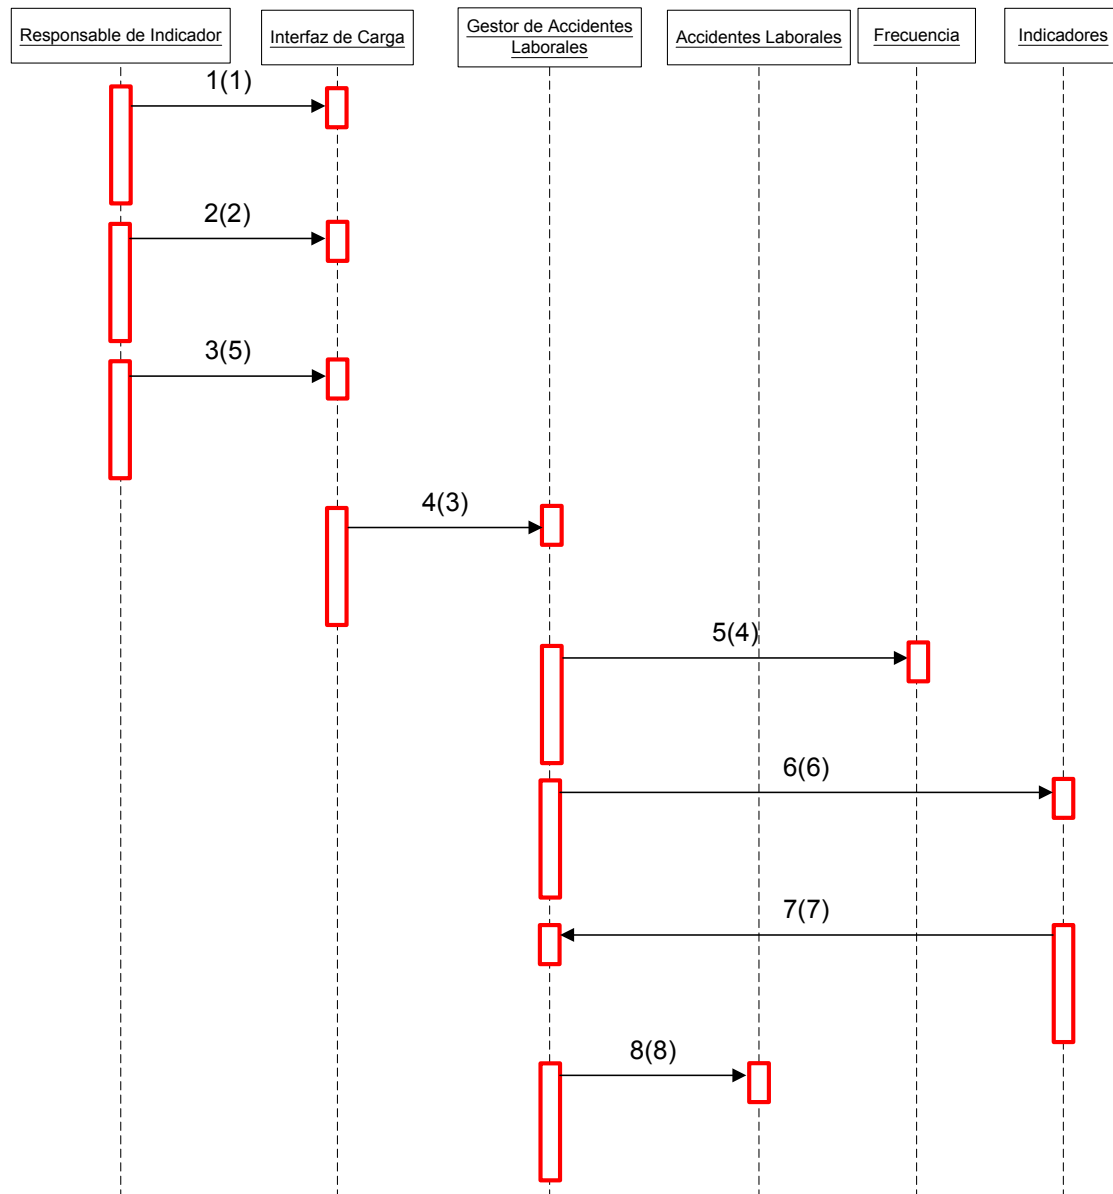 Responsable de Indicador
Interfaz de Carga
Gestor de Accidentes
Laborales
Accidentes Laborales
Frecuencia
Indicadores
1(1)
2(2)
3(5)
4(3)
5(4)
6(6)
7(7)
8(8)